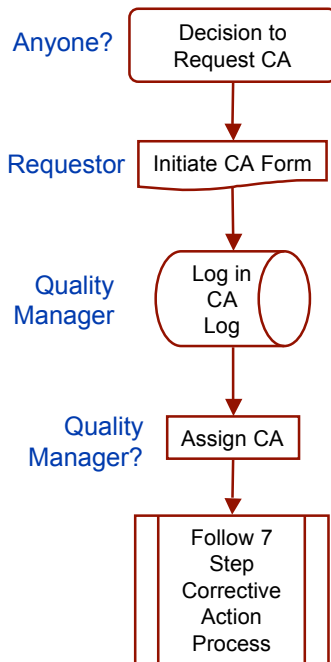 Anyone?
Decision to
Request CA
Requestor
Initiate CA Form
Quality
Manager
Log in
CA
Log
Quality
Manager?
Assign CA
Follow 7
Step
Corrective
Action
Process